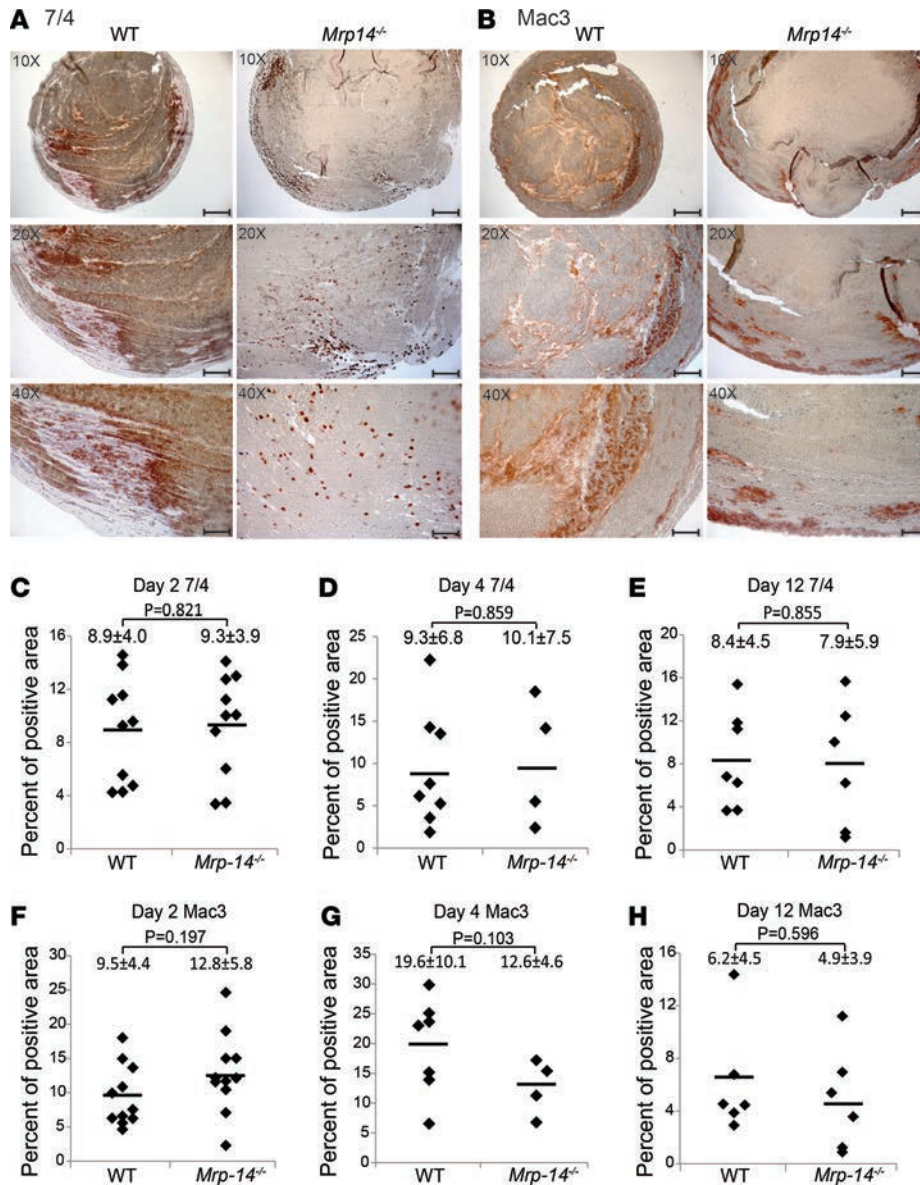 A 7/4
WT Mrp14-/-
10X
20X
40X
B Mac3
WT Mrp14-/-
10X
20X
40X
C Day 2 7/4
P=0.821
8.9±4.0 9.3±3.9
Percent of positive area
16
12
8
4
0
WT Mrp-14-/-
D Day 4 7/4
P=0.859
9.3±6.8 10.1±7.5
Percent of positive area
25
20
15
10
5
0
WT Mrp-14-/-
E Day 12 7/4
P=0.855
8.4±4.5 7.9±5.9
Percent of positive area
20
16
12
8
4
0
WT Mrp-14-/-
F Day 2 Mac3
P=0.197
9.5±4.4 12.8±5.8
Percent of positive area
30
25
20
15
10
5
0
WT Mrp-14-/-
G Day 4 Mac3
P=0.103
19.6±10.1 12.6±4.6
Percent of positive area
35
30
25
20
15
10
5
0
WT Mrp-14-/-
H Day 12 Mac3
P=0.596
6.2±4.5 4.9±3.9
Percent of positive area
16
12
8
4
0
WT Mrp-14-/-